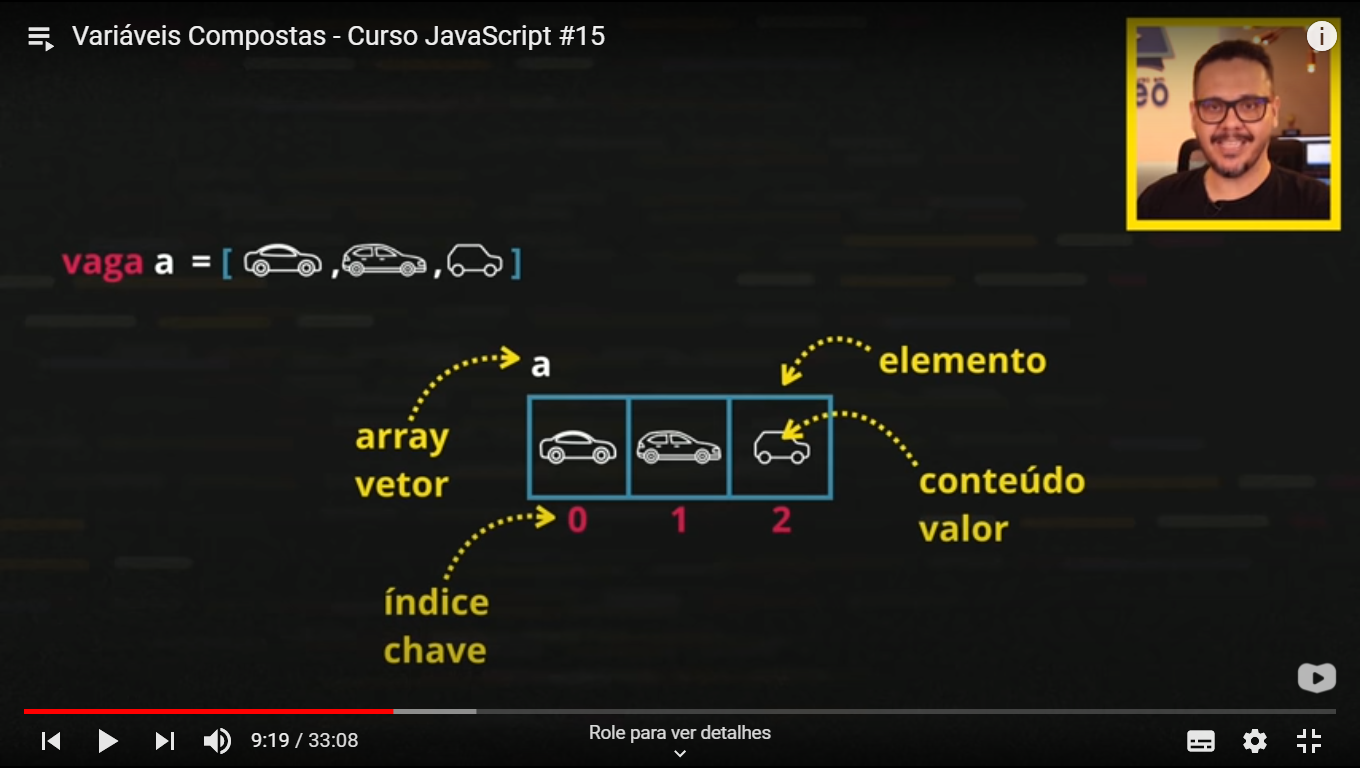 Variáveis Compostas - Curso JavaScript #15
i
eō
vaga a = [ , , ]
a
elemento
array
vetor
conteúdo
valor
0 1 2
índice
chave
9:19 / 33:08
Role para ver detalhes